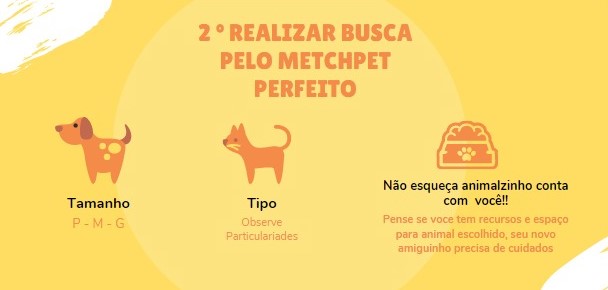 2 º REALIZAR BUSCA
PELO METCHPET
PERFEITO
Tamanho
P - M - G
Tipo
Observe
Particulariades
Não esqueça animalzinho conta
com você!!
Pense se voce tem recursos e espaço
para animal escolhido, seu novo
amiguinho precisa de cuidados